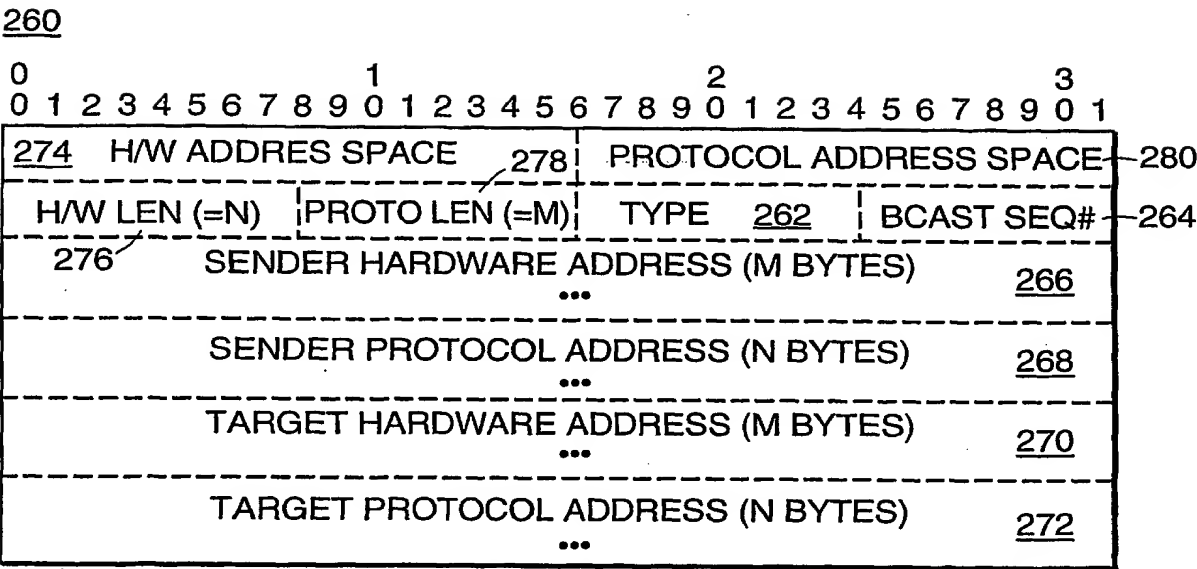 260
0 1 2 3
0 1 2 3 4 5 6 7 8 9 0 1 2 3 4 5 6 7 8 9 0 1 2 3 4 5 6 7 8 9 0 1
274 H/W ADDRES SPACE 278 PROTOCOL ADDRESS SPACE 280
H/W LEN (=N) PROTO LEN (=M) TYPE 262 BCAST SEQ# 264
276 SENDER HARDWARE ADDRESS (M BYTES) 266
•••
SENDER PROTOCOL ADDRESS (N BYTES) 268
•••
TARGET HARDWARE ADDRESS (M BYTES) 270
•••
TARGET PROTOCOL ADDRESS (N BYTES) 272
•••